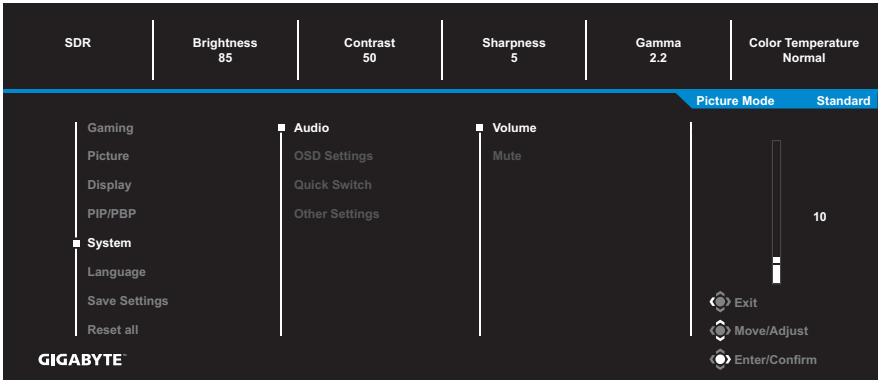 SDR
Brightness
85
Contrast
50
Sharpness
5
Gamma
2.2
Color Temperature
Normal
Picture Mode Standard
Gaming
Picture
Display
PIP/PBP
System
Language
Save Settings
Reset all
Audio
OSD Settings
Quick Switch
Other Settings
Volume
Mute
10
Exit
Move/Adjust
Enter/Confirm
GIGABYTE™